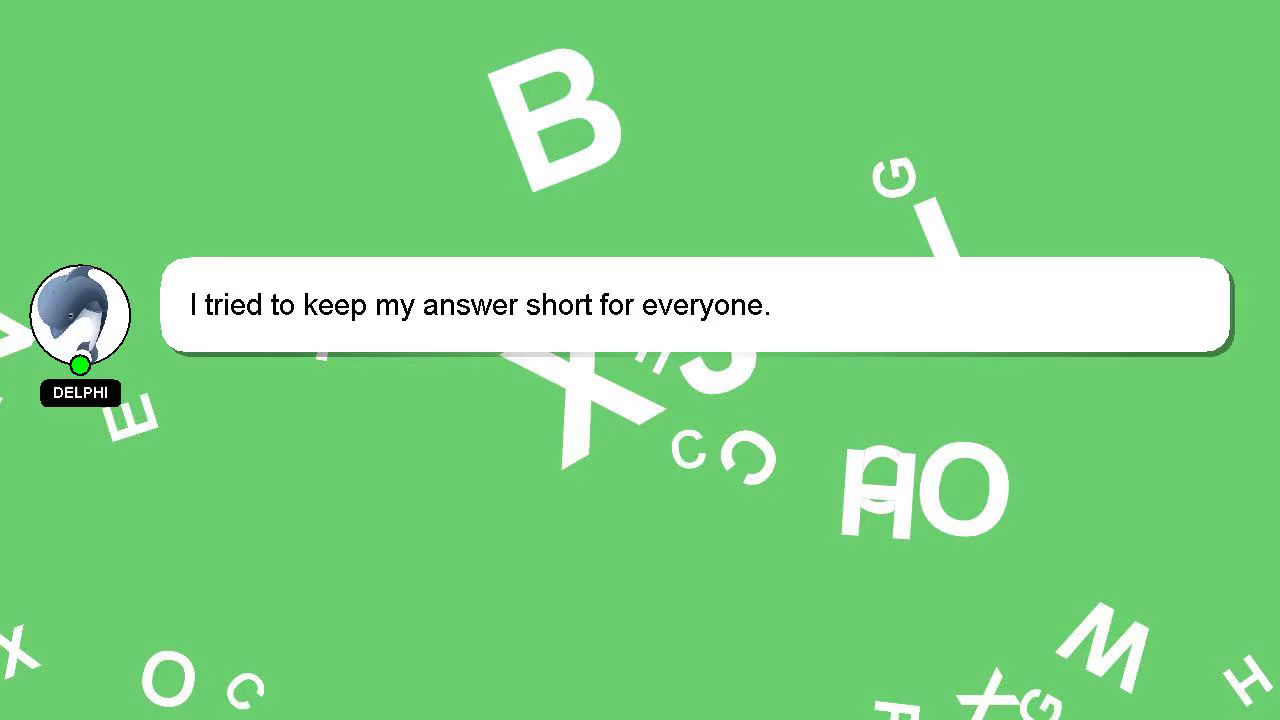 B
G
I
I tried to keep my answer short for everyone.
DELPHI
E
X
C
C
H
O
X
O
C
M
H
X
G